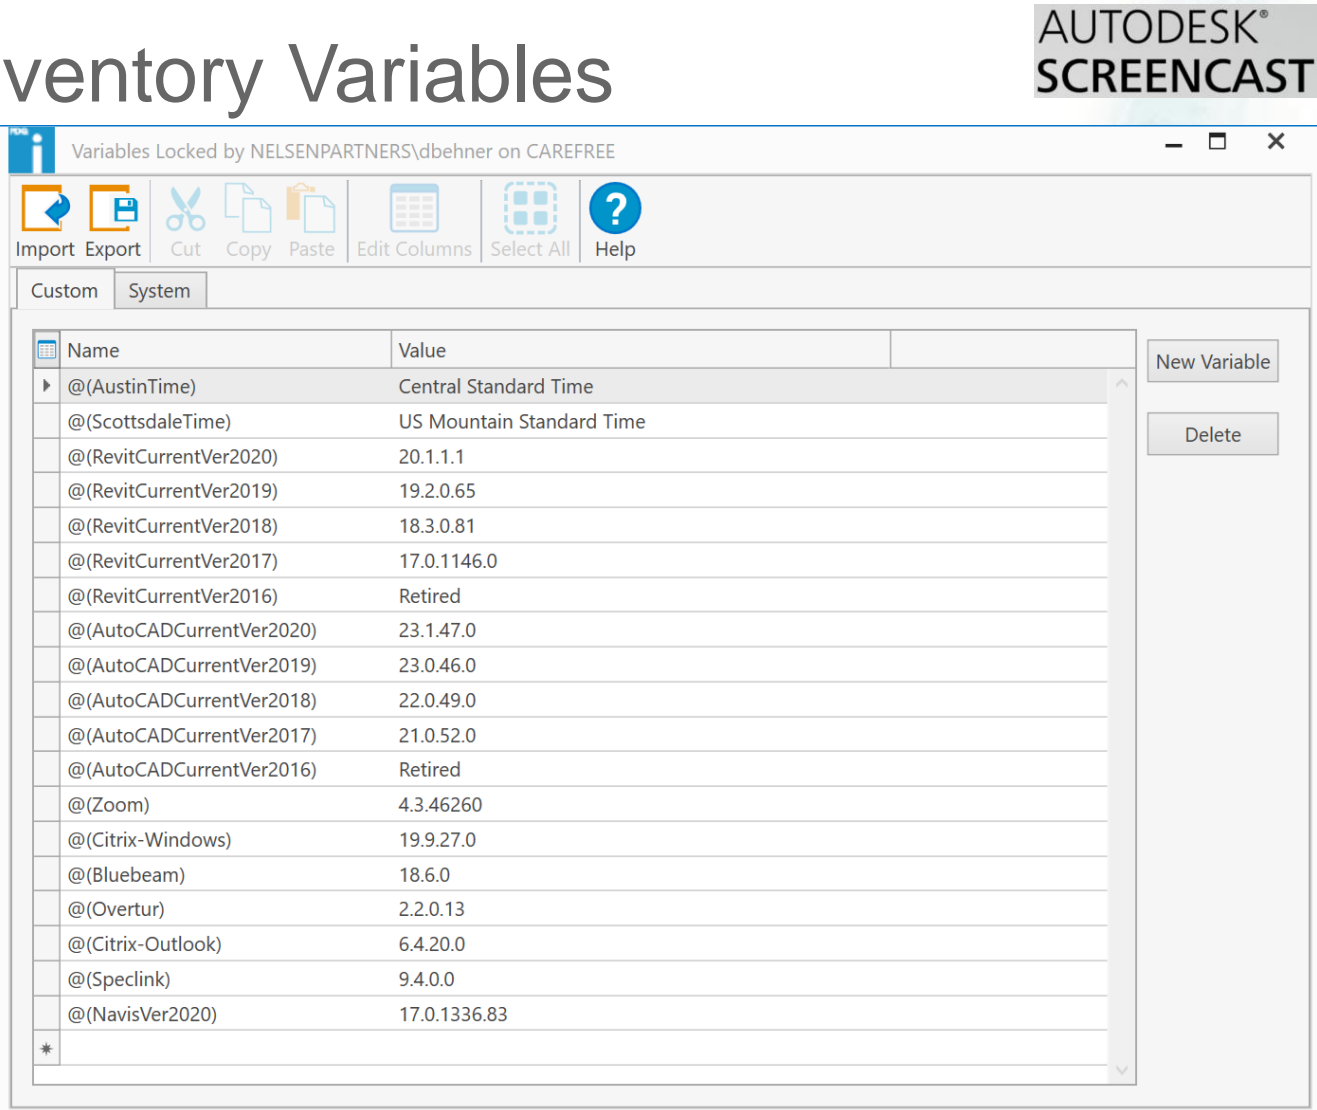 ventory Variables
AUTODESK®
SCREENCAST
Variables Locked by NELSENPARTNERS\dbehner on CAREFREE
Import Export Cut Copy Paste Edit Columns Select All Help
Custom System
Name Value
@(AustinTime) Central Standard Time
@(ScottsdaleTime) US Mountain Standard Time
@(RevitCurrentVer2020) 20.1.1.1
@(RevitCurrentVer2019) 19.2.0.65
@(RevitCurrentVer2018) 18.3.0.81
@(RevitCurrentVer2017) 17.0.1146.0
@(RevitCurrentVer2016) Retired
@(AutoCADCurrentVer2020) 23.1.47.0
@(AutoCADCurrentVer2019) 23.0.46.0
@(AutoCADCurrentVer2018) 22.0.49.0
@(AutoCADCurrentVer2017) 21.0.52.0
@(AutoCADCurrentVer2016) Retired
@(Zoom) 4.3.46260
@(Citrix-Windows) 19.9.27.0
@(Bluebeam) 18.6.0
@(Overtur) 2.2.0.13
@(Citrix-Outlook) 6.4.20.0
@(Speclink) 9.4.0.0
@(NavisVer2020) 17.0.1336.83
New Variable
Delete